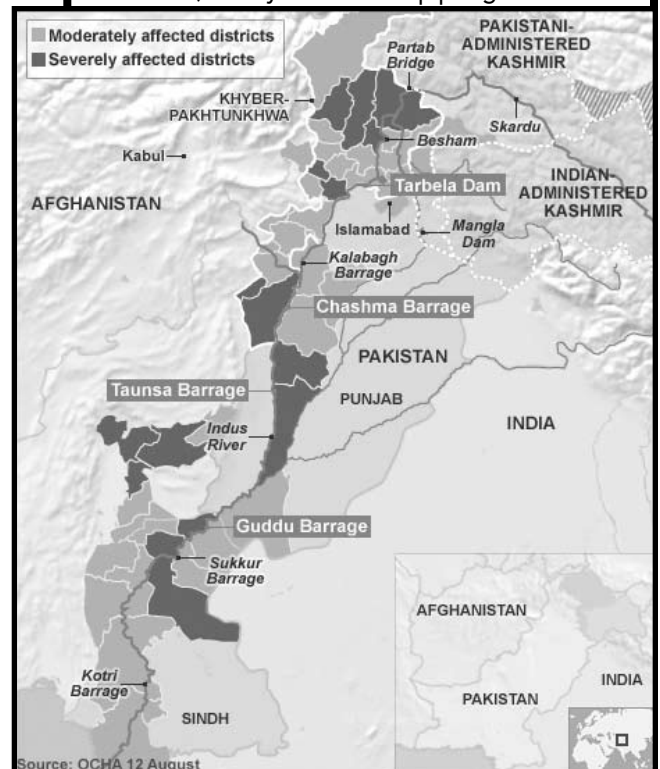 Moderately affected districts
Severely affected districts
PAKISTANI-
ADMINISTERED
KASHMIR
Partab
Bridge
KHYBER-
PAKHTUNKHWA
Skardu
Besham
Kabul
INDIAN-
ADMINISTERED
KASHMIR
Tarbela Dam
AFGHANISTAN
Islamabad
Mangla
Dam
Kalabagh
Barrage
Chashma Barrage
PAKISTAN
Taunsa Barrage
PUNJAB
INDIA
Indus
River
Guddu Barrage
Sukkur
Barrage
AFGHANISTAN
Kotri
Barrage
INDIA
PAKISTAN
SINDH
Source: OCHA 12 August